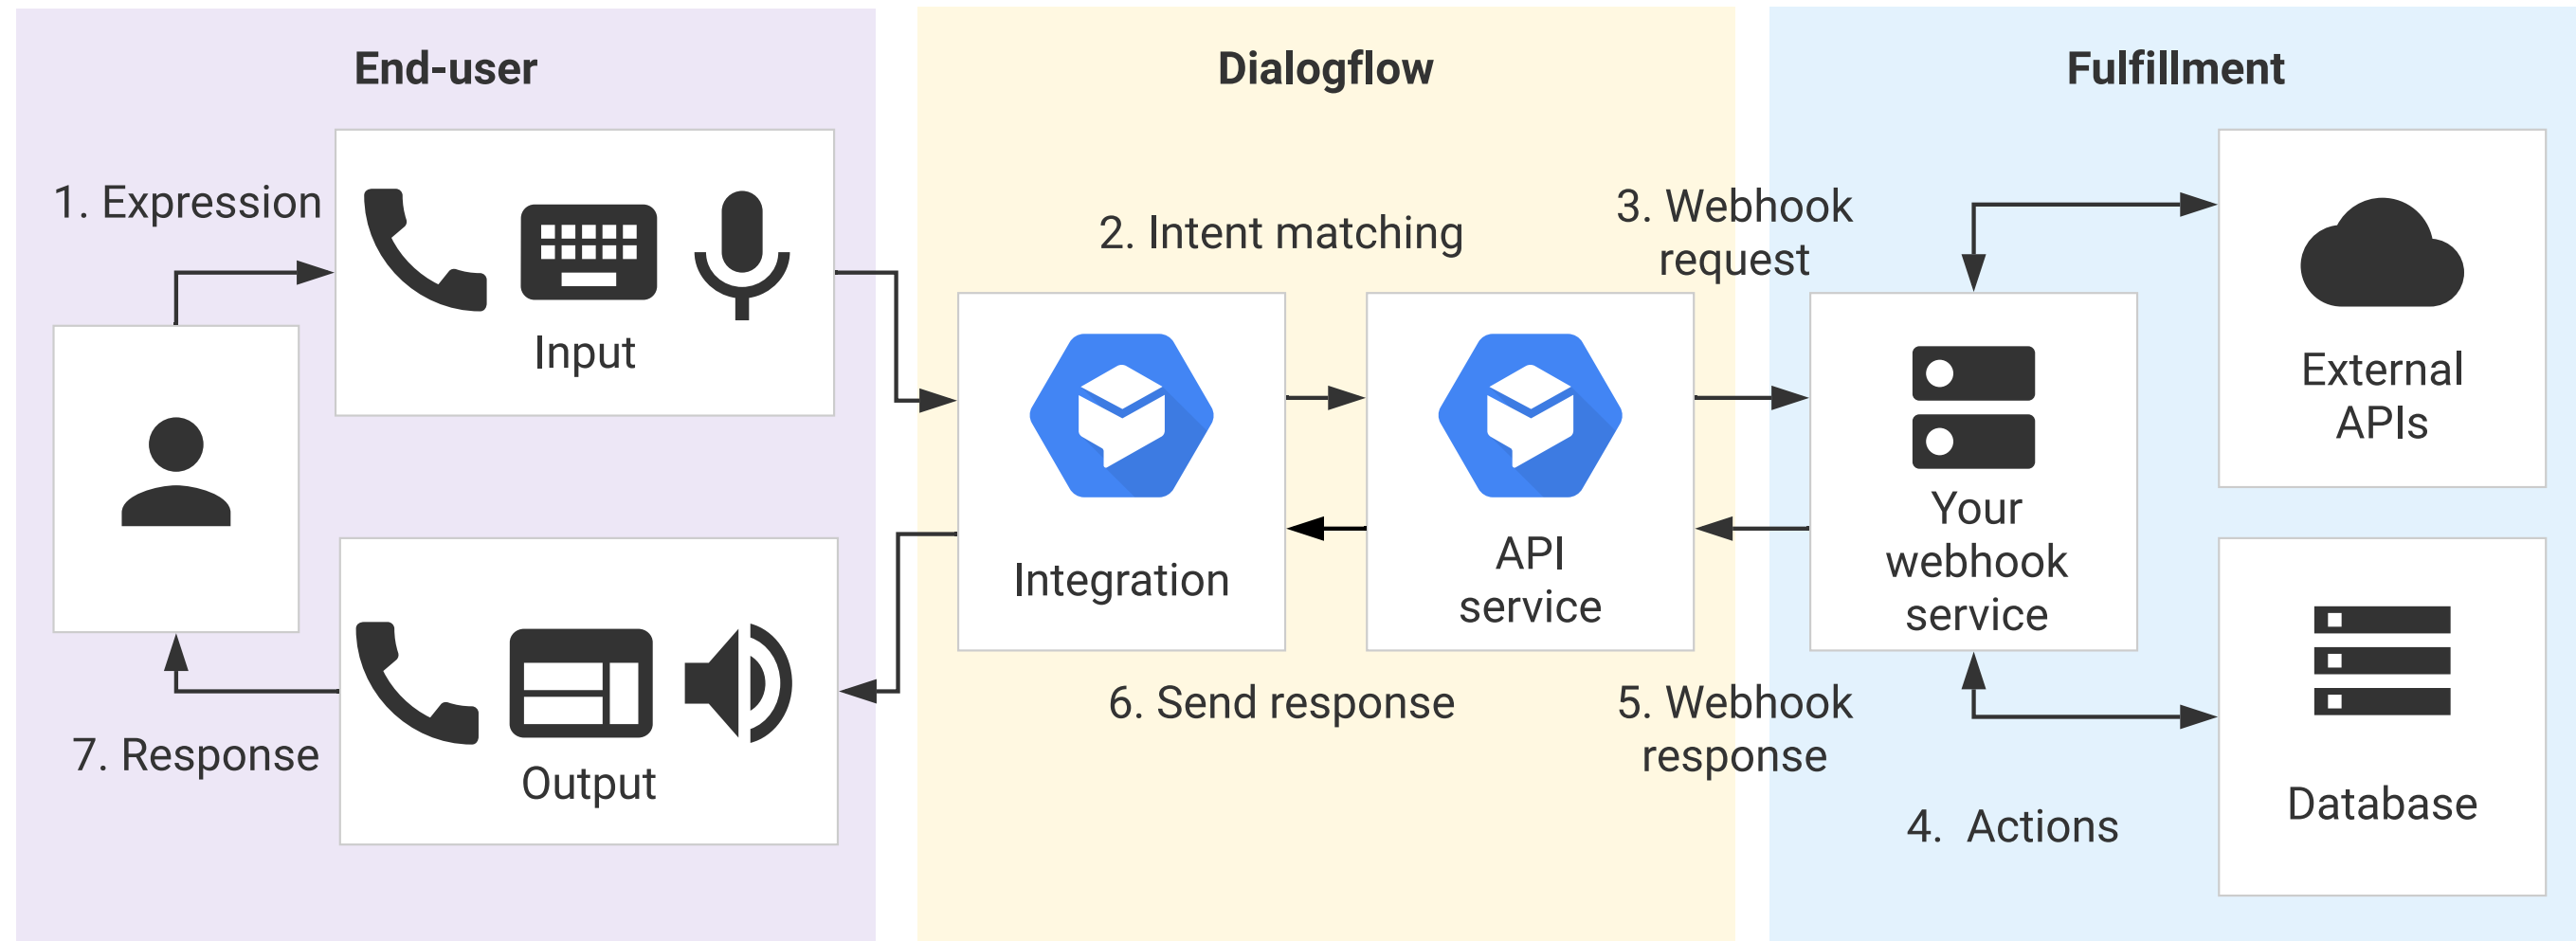 End-user
Dialogflow
Fulfillment
1. Expression
Input
2. Intent matching
3. Webhook
request
External
APIs
Integration
API
service
Your
webhook
service
7. Response
Output
6. Send response
5. Webhook
response
4. Actions
Database